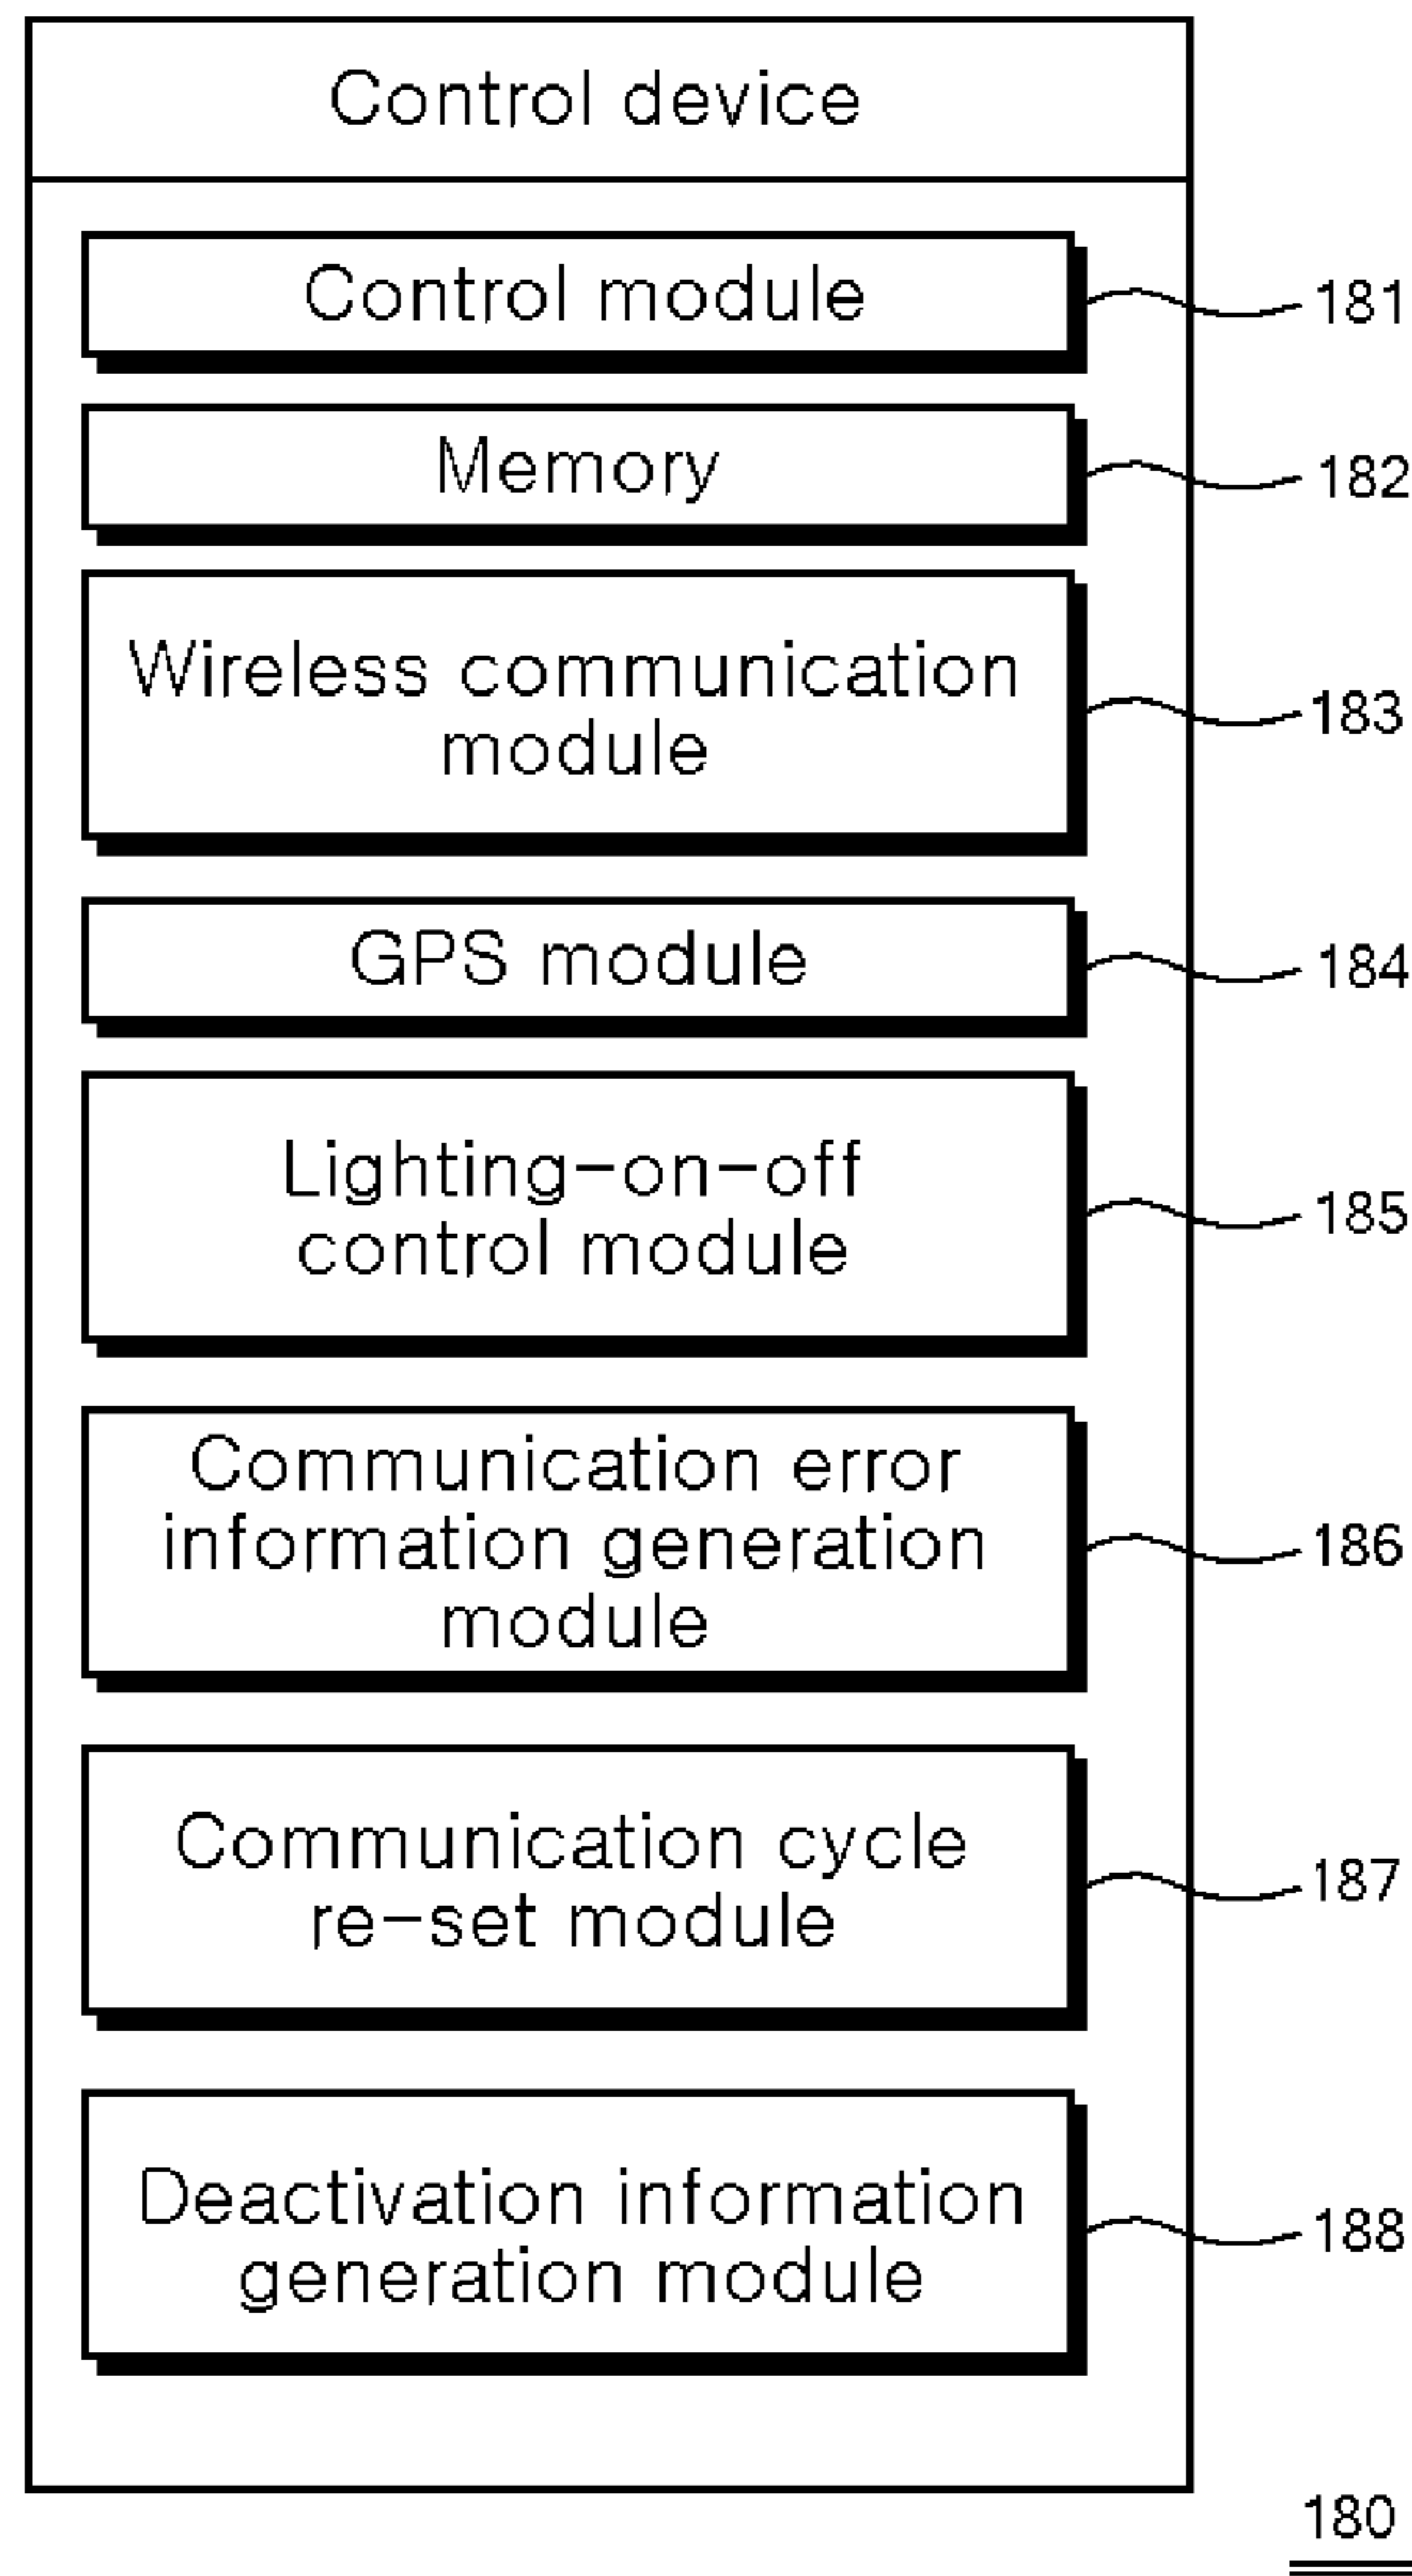 Control device
Control module
181
Memory
182
Wireless communication
module
183
GPS module
184
Lighting-on-off
control module
185
Communication error
information generation
module
186
Communication cycle
re-set module
187
Deactivation information
generation module
188
180